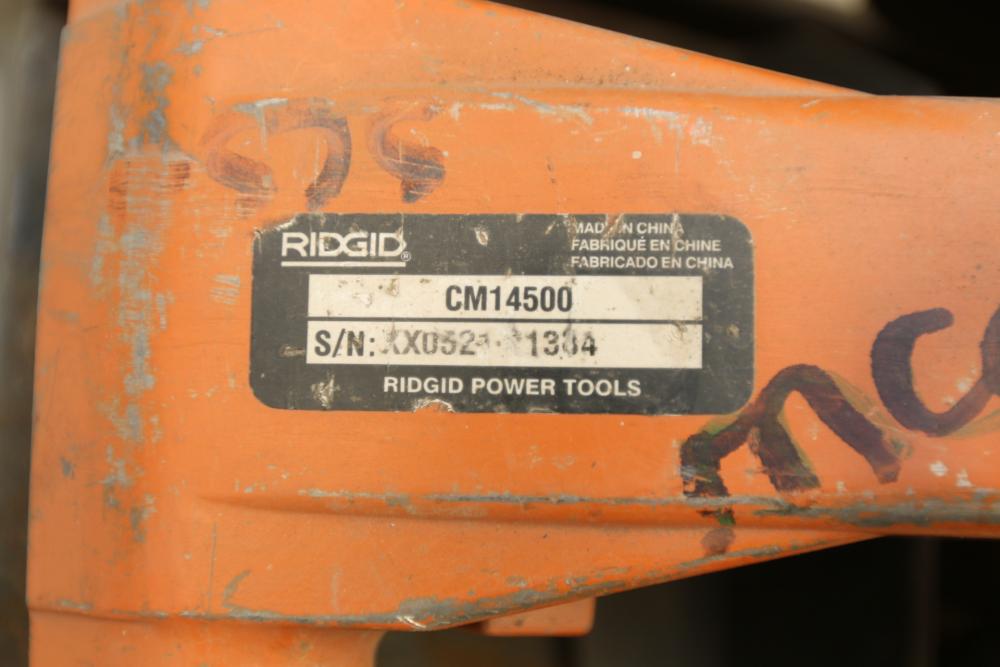 RIDGID®
MADE IN CHINA
FABRIQUÉ EN CHINE
FABRICADO EN CHINA
CM14500
S/N:
RIDGID POWER TOOLS